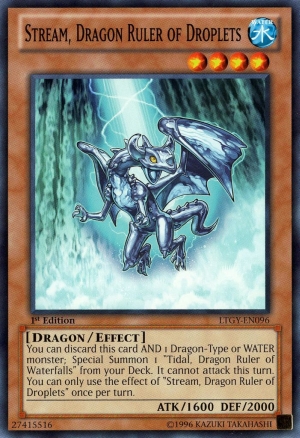 STREAM, DRAGON RULER OF DROPLETS
WATER
水
1st Edition
LTGY-EN096
[DRAGON/EFFECT]
You can discard this card AND 1 Dragon-Type or WATER
monster; Special Summon 1 "Tidal, Dragon Ruler of
Waterfalls" from your Deck. It cannot attack this turn.
You can only use the effect of "Stream, Dragon Ruler of
Droplets" once per turn.
ATK/1600 DEF/2000
27415516
©1996 KAZUKI TAKAHASHI